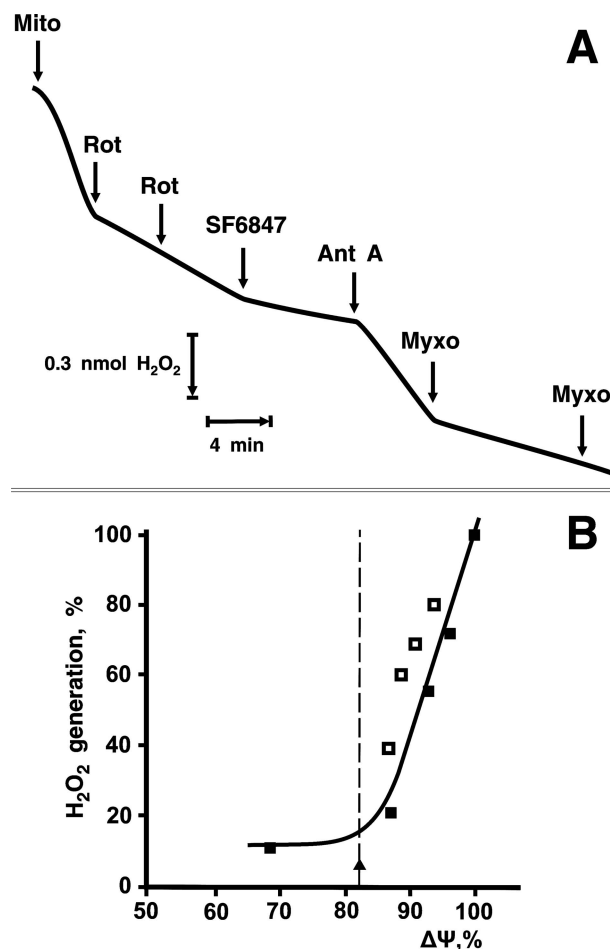 Mito
A
Rot
Rot
SF6847
Ant A
Myxo
0.3 nmol H₂O₂
Myxo
4 min
B
H₂O₂ generation, %
100
80
60
40
20
0
50 60 70 80 90 100
ΔΨ,%